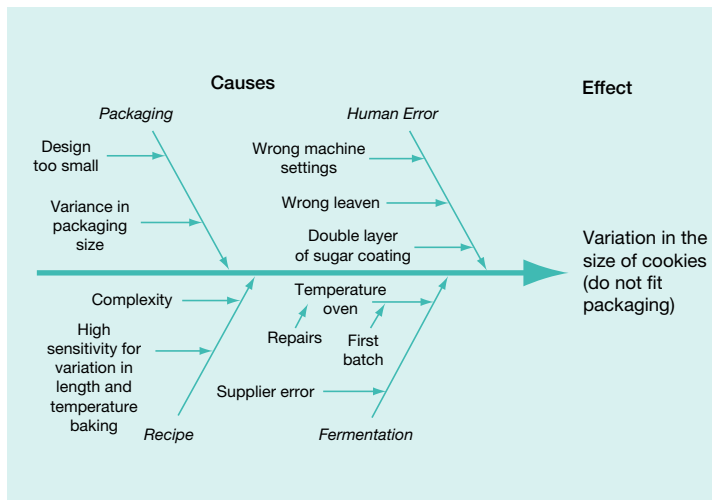 Causes
Effect
Packaging
Human Error
Design
too small
Wrong machine
settings
Variance in
packaging
size
Wrong leaven
Double layer
of sugar coating
Variation in the
size of cookies
(do not fit
packaging)
Complexity
Temperature
oven
High
sensitivity for
variation in
length and
temperature
baking
Repairs
First
batch
Supplier error
Recipe
Fermentation